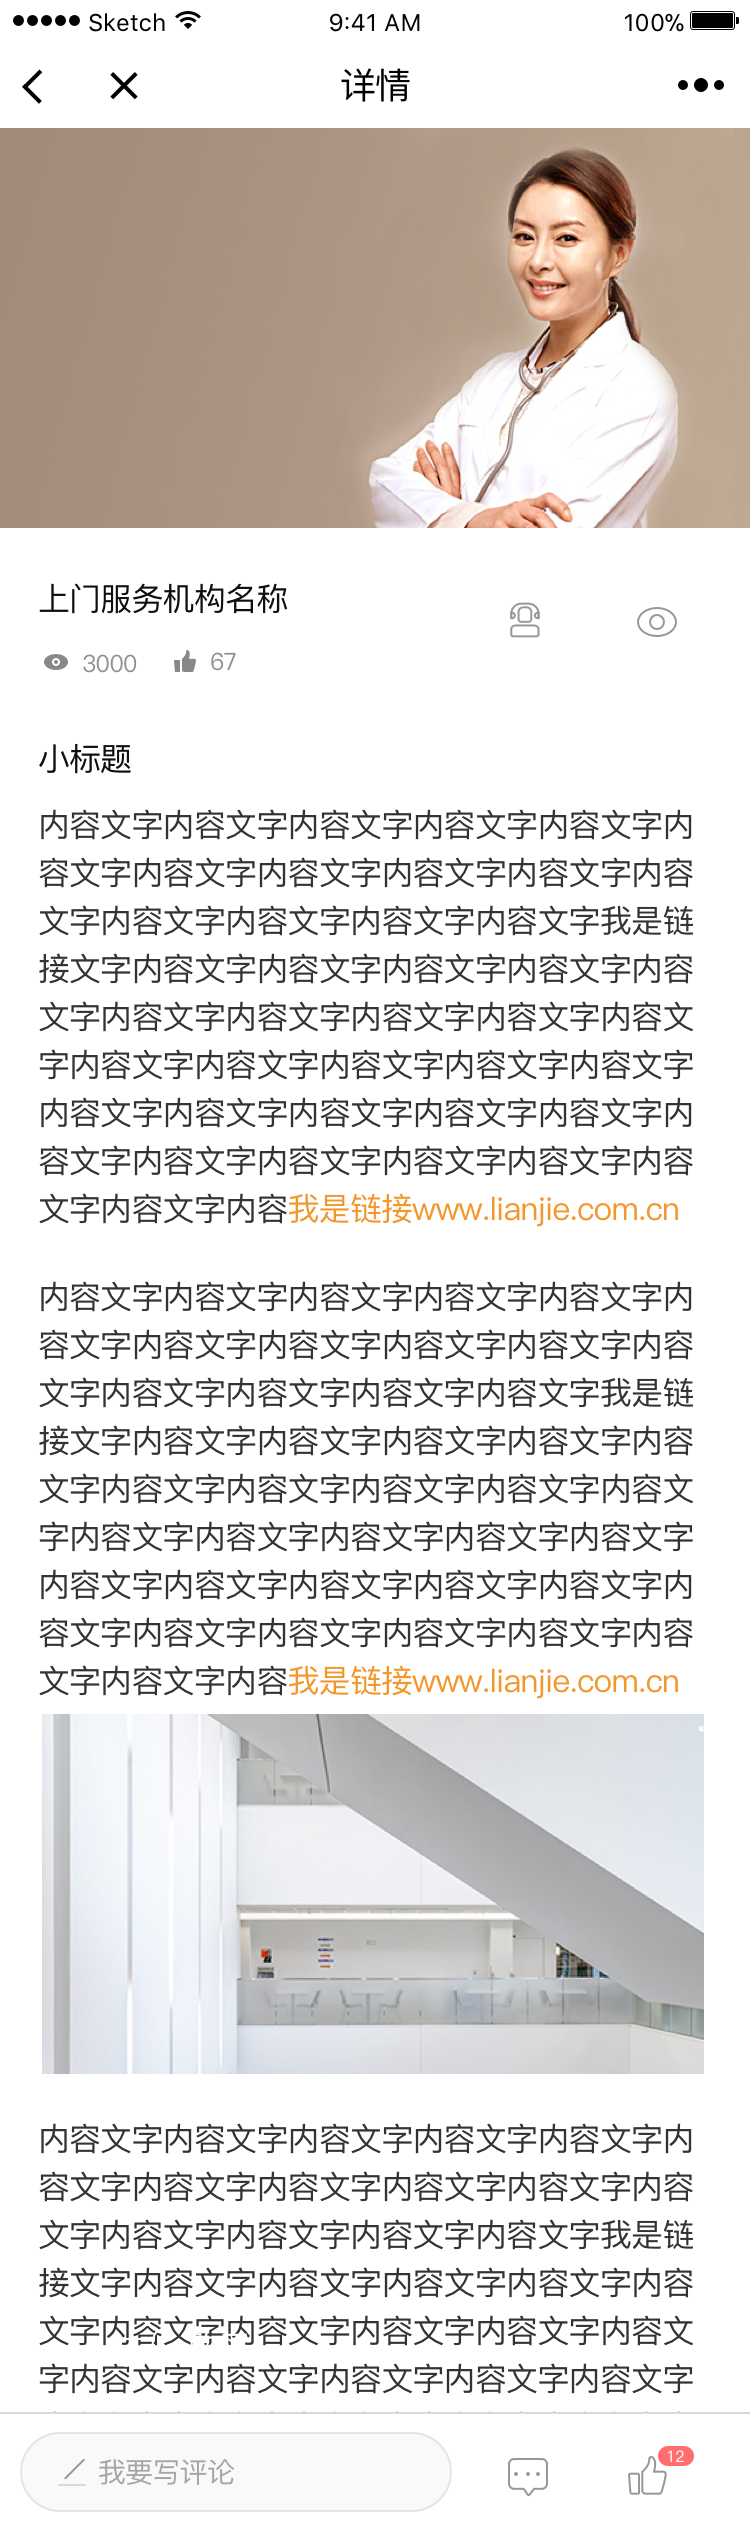 Sketch 9:41 AM 100%
详情
上门服务机构名称
3000 67
小标题
内容文字内容文字内容文字内容文字内容文字内
容文字内容文字内容文字内容文字内容文字内容
文字内容文字内容文字内容文字内容文字我是链
接文字内容文字内容文字内容文字内容文字内容
文字内容文字内容文字内容文字内容文字内容文
字内容文字内容文字内容文字内容文字内容文字
内容文字内容文字内容文字内容文字内容文字内
容文字内容文字内容文字内容文字内容文字内容
文字内容文字内容我是链接www.lianjie.com.cn
内容文字内容文字内容文字内容文字内容文字内
容文字内容文字内容文字内容文字内容文字内容
文字内容文字内容文字内容文字内容文字我是链
接文字内容文字内容文字内容文字内容文字内容
文字内容文字内容文字内容文字内容文字内容文
字内容文字内容文字内容文字内容文字内容文字
内容文字内容文字内容文字内容文字内容文字内
容文字内容文字内容文字内容文字内容文字内容
文字内容文字内容我是链接www.lianjie.com.cn
内容文字内容文字内容文字内容文字内容文字内
容文字内容文字内容文字内容文字内容文字内容
文字内容文字内容文字内容文字内容文字我是链
接文字内容文字内容文字内容文字内容文字内容
文字内容文字内容文字内容文字内容文字内容文
字内容文字内容文字内容文字内容文字内容文字
我要写评论 12